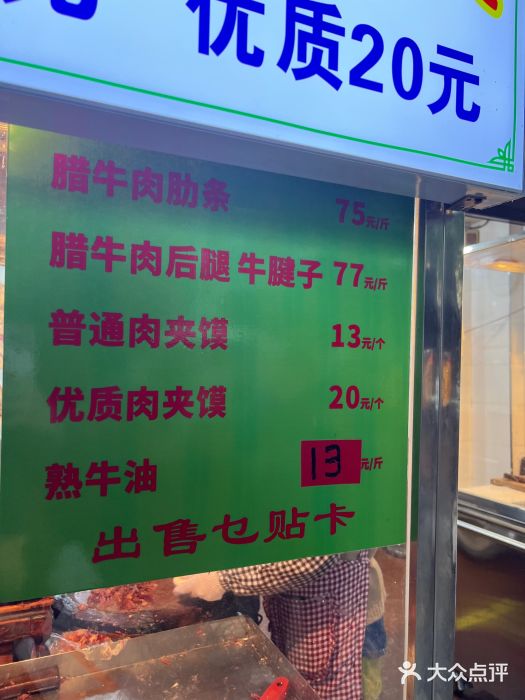 优质20元
腊牛肉肋条 75元/斤
腊牛肉后腿 牛腱子 77元/斤
普通肉夹馍 13元/个
优质肉夹馍 20元/个
熟牛油 13元/斤
出售乜贴卡
大众点评